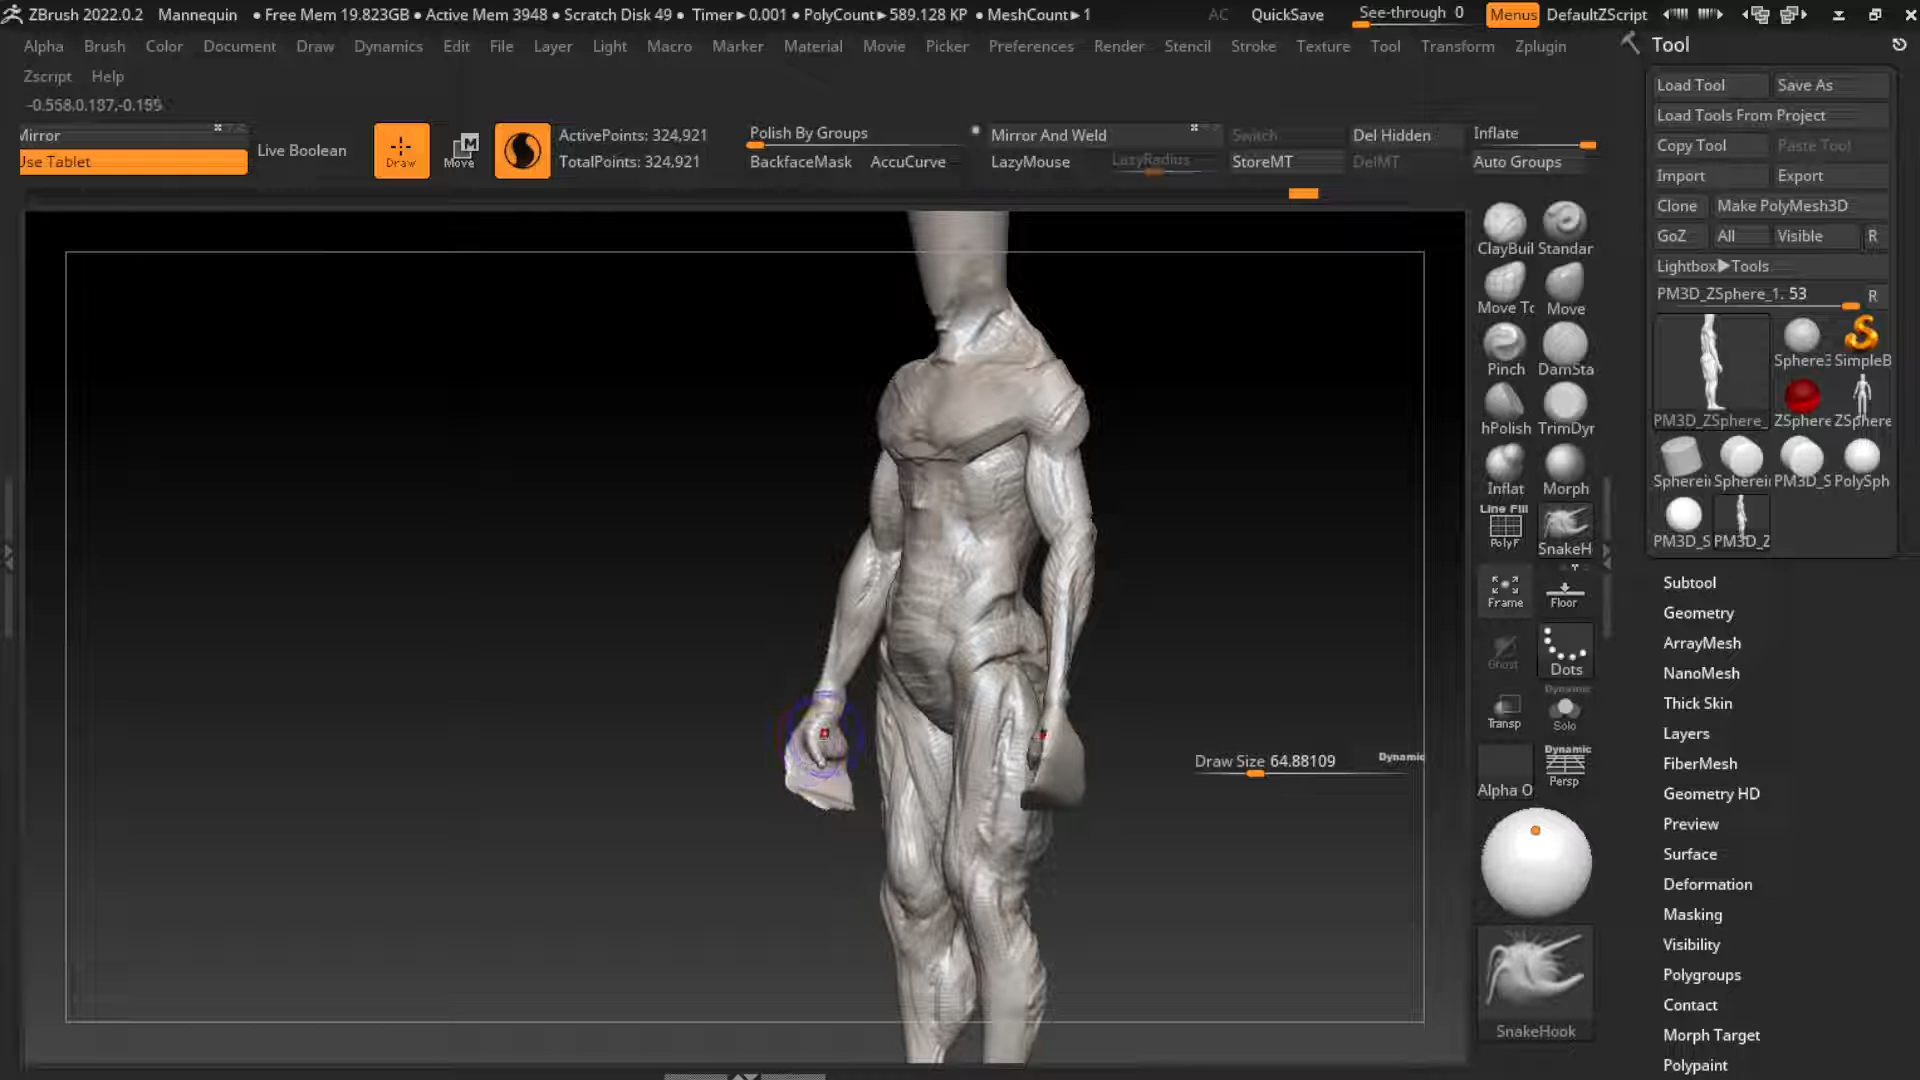 ZBrush 2022.0.2 Mannequin • Free Mem 19.823GB • Active Mem 3948 • Scratch Disk 49 • Timer▶0.001 • PolyCount▶589.128 KP • MeshCount▶1 AC QuickSave See-through 0 Menus DefaultZScript
Alpha Brush Color Document Draw Dynamics Edit File Layer Light Macro Marker Material Movie Picker Preferences Render Stencil Stroke Texture Tool Transform Zplugin
Zscript Help
-0.558,0.187,-0.159
Mirror
Use Tablet
Live Boolean
Draw
Move
ActivePoints: 324,921
TotalPoints: 324,921
Polish By Groups
BackfaceMask AccuCurve
Mirror And Weld
LazyMouse LazyRadius
Switch
StoreMT
Del Hidden
DelMT
Inflate
Auto Groups
Draw Size 64.88109 Dynamic
ClayBuil Standar
Move To Move
Pinch DamSta
hPolish TrimDyr
Inflat Morph
Line Fill
PolyF
SnakeH
Frame Floor
Ghost
Dots
Transp
Dynamic
Solo
Alpha O
Dynamic
Persp
SnakeHook
Tool
Load Tool Save As
Load Tools From Project
Copy Tool Paste Tool
Import Export
Clone Make PolyMesh3D
GoZ All Visible R
Lightbox▶Tools
PM3D_ZSphere_1. 53 R
Sphere3 SimpleB
PM3D_ZSphere_ ZSphere ZSphere
Spherei Spherei PM3D_S PolySph
PM3D_S PM3D_Z
Subtool
Geometry
ArrayMesh
NanoMesh
Thick Skin
Layers
FiberMesh
Geometry HD
Preview
Surface
Deformation
Masking
Visibility
Polygroups
Contact
Morph Target
Polypaint